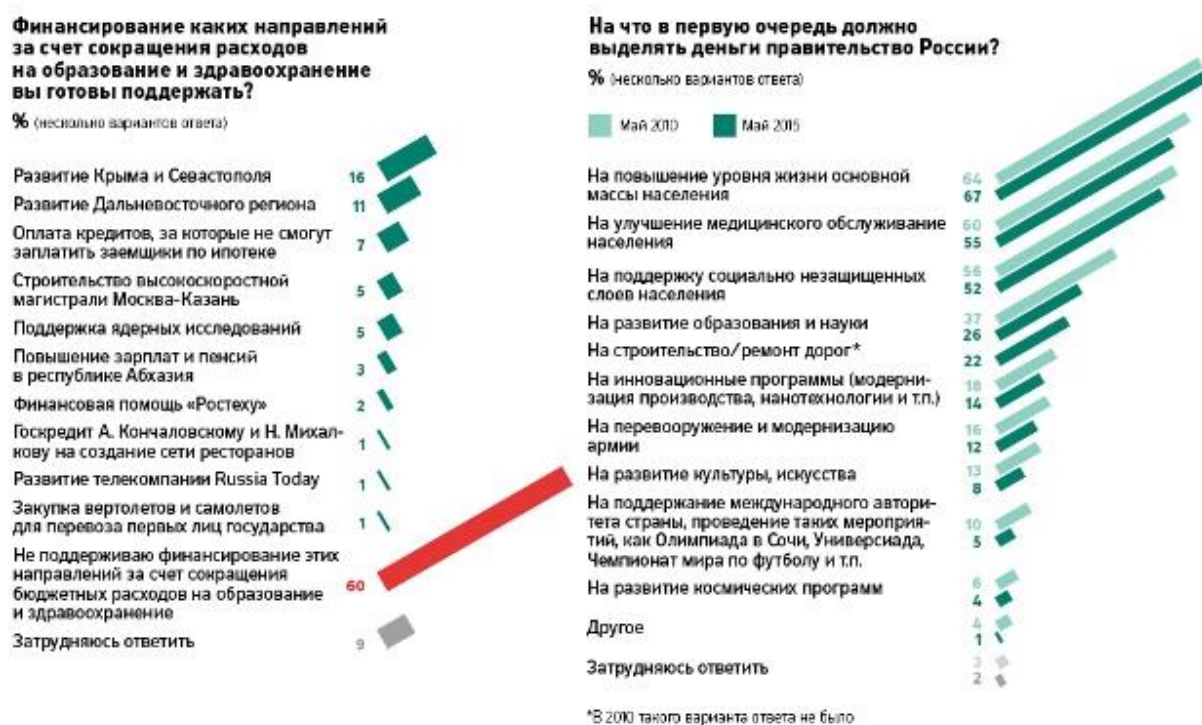 Финансирование каких направлений
за счет сокращения расходов
на образование и здравоохранение
вы готовы поддержать?
% (несколько вариантов ответа)
Развитие Крыма и Севастополя 16
Развитие Дальневосточного региона 11
Оплата кредитов, за которые не смогут
заплатить заемщики по ипотеке 7
Строительство высокоскоростной
магистрали Москва-Казань 5
Поддержка ядерных исследований 5
Повышение зарплат и пенсий
в республике Абхазия 3
Финансовая помощь «Ростеху» 2
Госкредит А. Кончаловскому и Н. Михал-
кову на создание сети ресторанов 1
Развитие телекомпании Russia Today 1
Закупка вертолетов и самолетов
для перевоза первых лиц государства 1
Не поддерживаю финансирование этих
направлений за счет сокращения
бюджетных расходов на образование 60
и здравоохранение
Затрудняюсь ответить 9
На что в первую очередь должно
выделять деньги правительство России?
% (несколько вариантов ответа)
Май 2010 Май 2015
На повышение уровня жизни основной 64
массы населения 67
На улучшение медицинского обслуживание 60
населения 55
На поддержку социально незащищенных 56
слоев населения 52
На развитие образования и науки 37
26
На строительство/ремонт дорог* 22
На инновационные программы (модерни- 18
зация производства, нанотехнологии и т.п.) 14
На перевооружение и модернизацию 16
армии 12
На развитие культуры, искусства 13
8
На поддержание международного автори-
тета страны, проведение таких мероприя- 10
тий, как Олимпиада в Сочи, Универсиада, 5
Чемпионат мира по футболу и т.п.
На развитие космических программ 6
4
Другое 4
1
Затрудняюсь ответить 3
2
*В 2010 такого варианта ответа не было